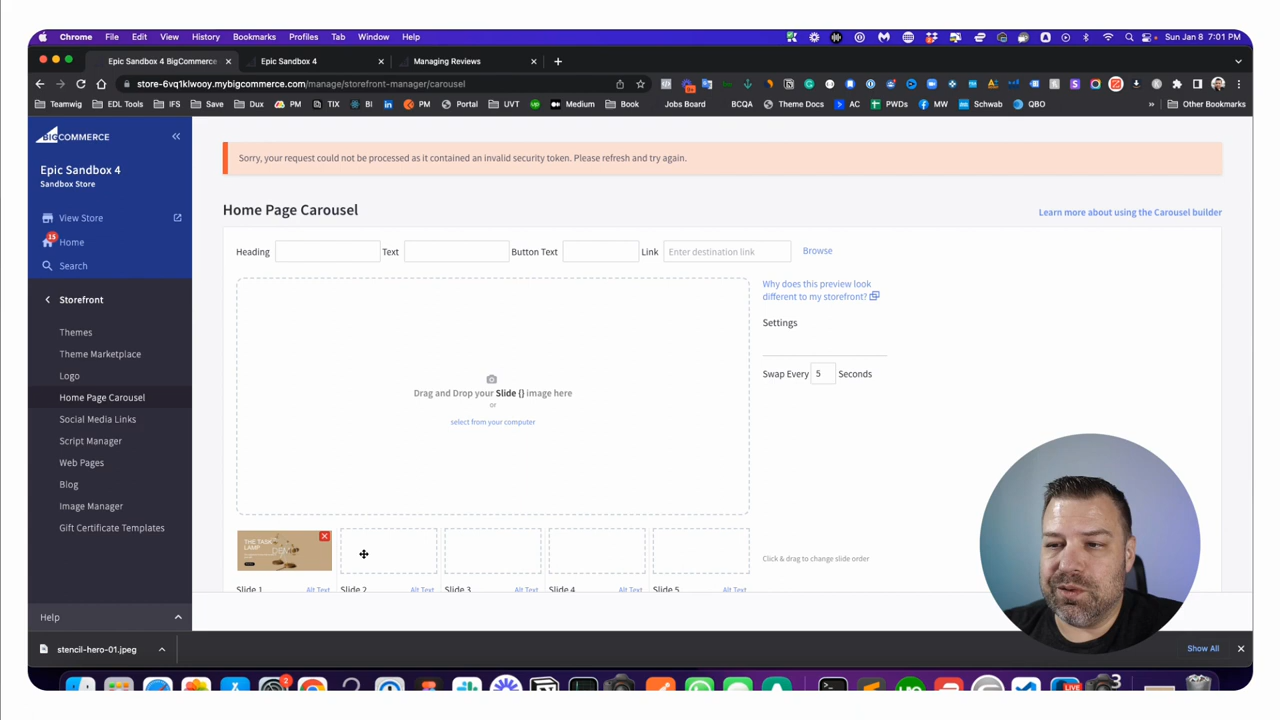 Chrome File Edit View History Bookmarks Profiles Tab Window Help Sun Jan 8 7:01 PM
Epic Sandbox 4 BigCommerce Epic Sandbox 4 Managing Reviews
store-6vq1klwooy.mybigcommerce.com/manage/storefront-manager/carousel
Teamwig EDL Tools IFS Save Dux PM TIX BI PM Portal UVT Medium Book Jobs Board BCQA Theme Docs AC PWDs MW Schwab QBO Other Bookmarks
BIGCOMMERCE
Epic Sandbox 4
Sandbox Store
View Store
15
Home
Search
Storefront
Themes
Theme Marketplace
Logo
Home Page Carousel
Social Media Links
Script Manager
Web Pages
Blog
Image Manager
Gift Certificate Templates
Help
Sorry, your request could not be processed as it contained an invalid security token. Please refresh and try again.
Home Page Carousel
Learn more about using the Carousel builder
Heading Text Button Text Link Enter destination link Browse
Why does this preview look
different to my storefront?
Settings
Swap Every 5 Seconds
Drag and Drop your Slide {} image here
or
select from your computer
THE TASK
LAMP
Click & drag to change slide order
Slide 1 Alt Text Slide 2 Alt Text Slide 3 Alt Text Slide 4 Alt Text Slide 5 Alt Text
stencil-hero-01.jpeg
Show All
2
LIVE
3